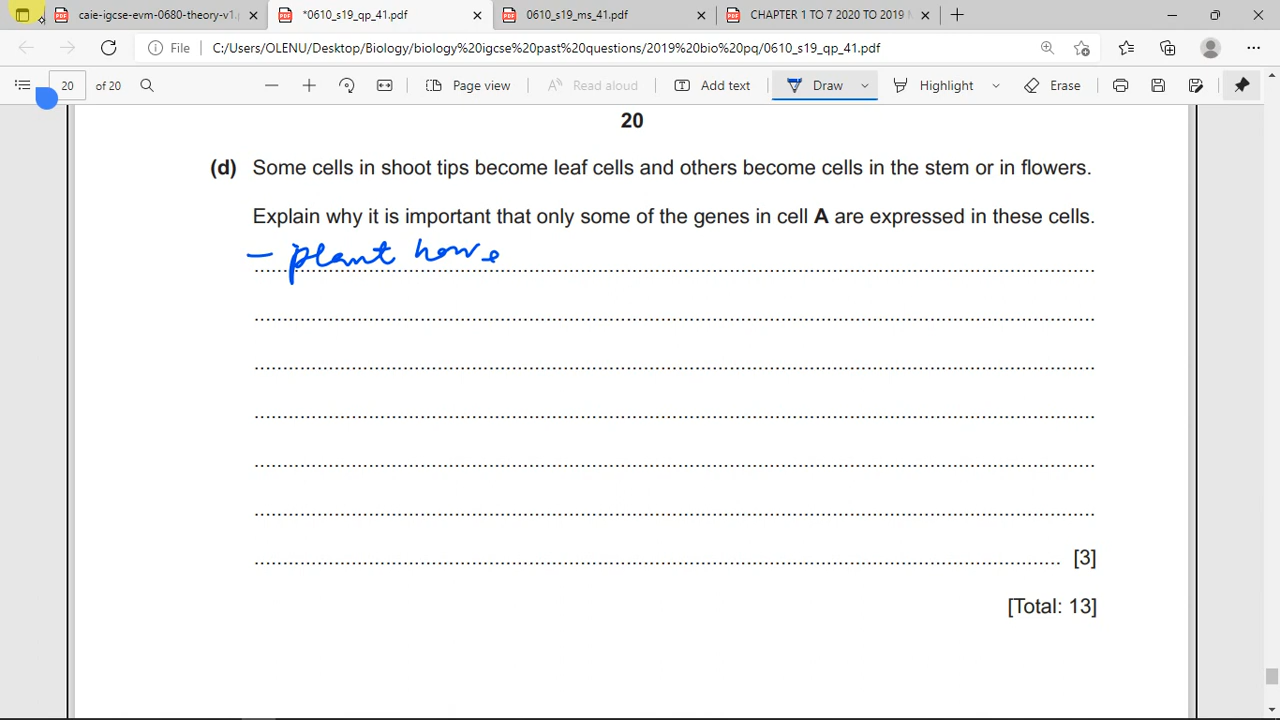 caie-igcse-evm-0680-theory-v1.p
*0610_s19_qp_41.pdf
0610_s19_ms_41.pdf
CHAPTER 1 TO 7 2020 TO 2019
File
C:/Users/OLENU/Desktop/Biology/biology%20igcse%20past%20questions/2019%20bio%20pq/0610_s19_qp_41.pdf
20 of 20
Page view
Read aloud
Add text
Draw
Highlight
Erase
20
(d) Some cells in shoot tips become leaf cells and others become cells in the stem or in flowers.
Explain why it is important that only some of the genes in cell A are expressed in these cells.
– plant have
[3]
[Total: 13]